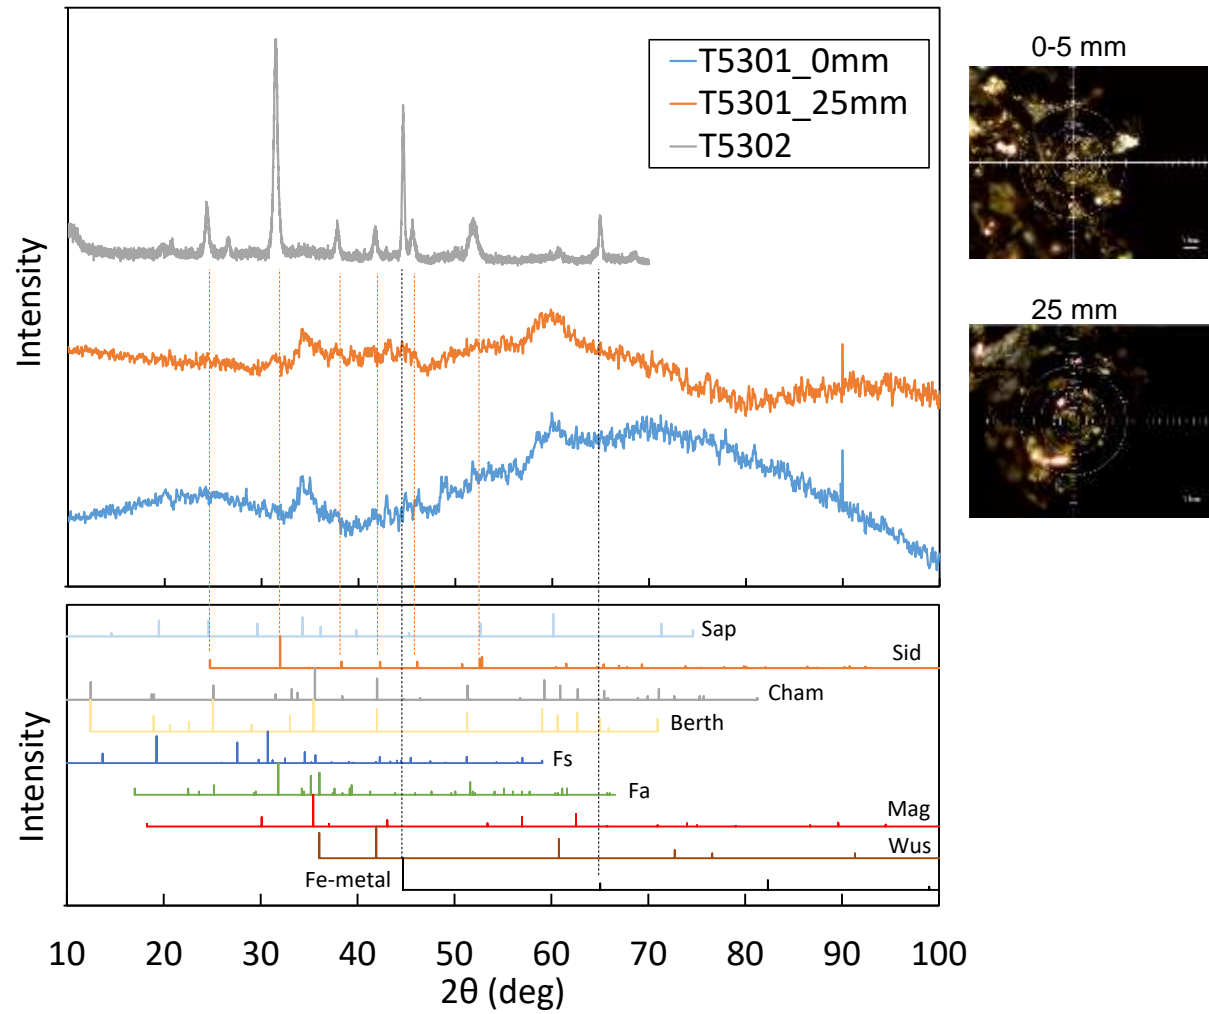 T5301_0mm
T5301_25mm
T5302
Intensity
0-5 mm
25 mm
Sap
Sid
Cham
Berth
Fs
Fa
Mag
Wus
Fe-metal
Intensity
10 20 30 40 50 60 70 80 90 100
2θ (deg)